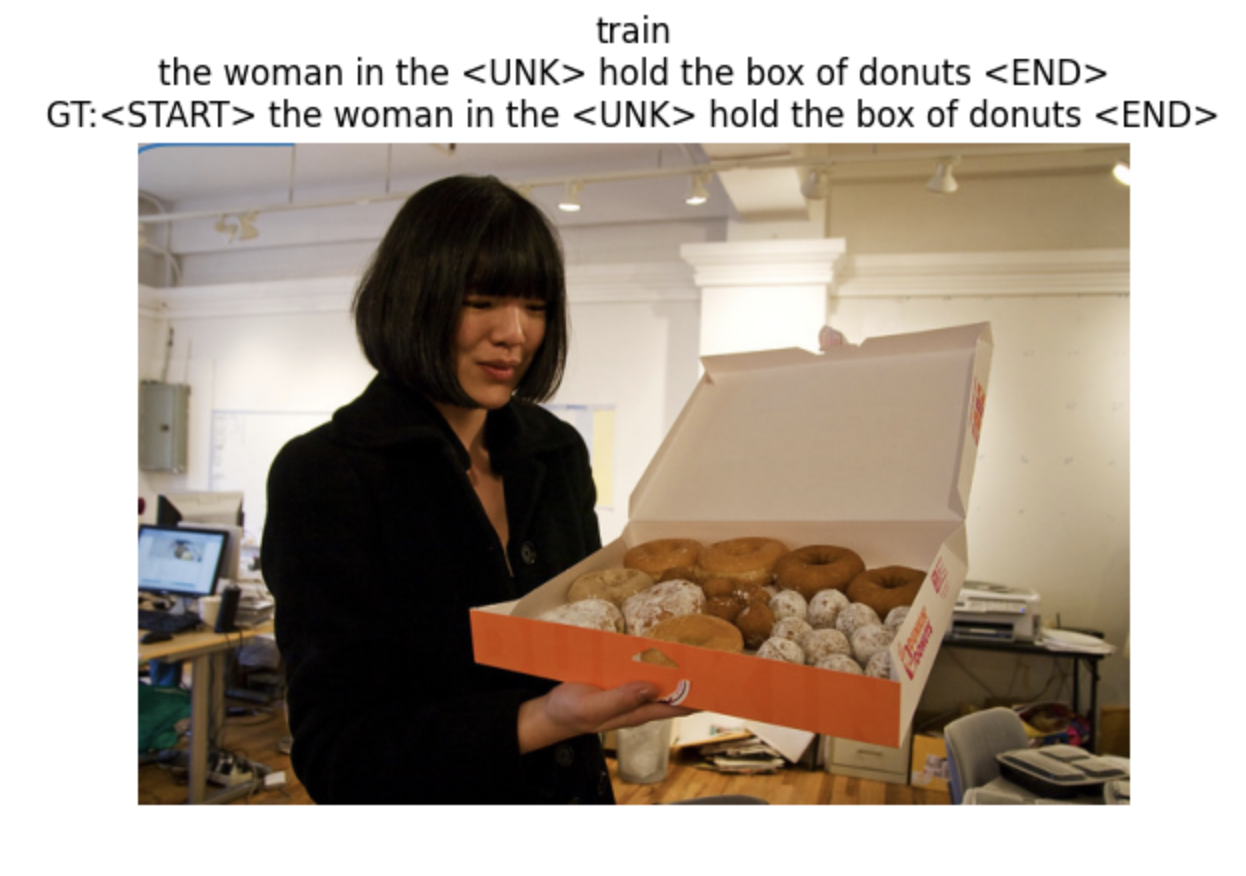 train
the woman in the <UNK> hold the box of donuts <END>
GT:<START> the woman in the <UNK> hold the box of donuts <END>
DONUTS